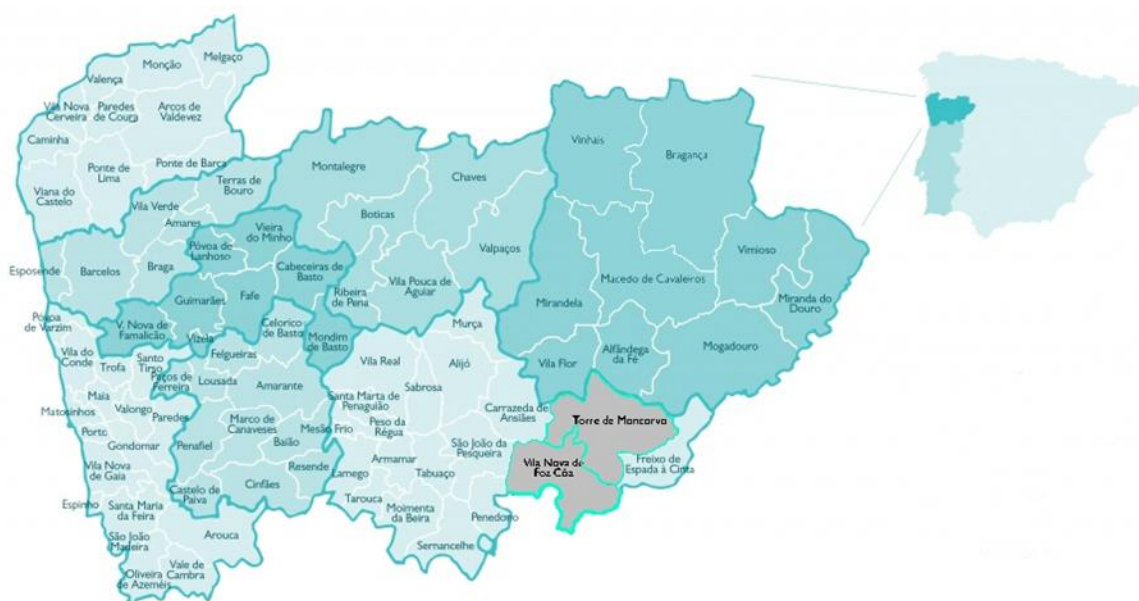 Melgaço
Monção
Valença
Vila Nova
Cerveira
Paredes
de Coura
Arcos de
Valdevez
Caminha
Ponte de
Lima
Ponte de Barca
Viana do
Castelo
Terras de
Bouro
Montalegre
Chaves
Vinhais
Bragança
Vila Verde
Amares
Boticas
Vieira
do Minho
Póvoa de
Lanhoso
Valpaços
Vimioso
Esposende
Barcelos
Braga
Cabeceiras de
Basto
Vila Pouca de
Aguiar
Macedo de Cavaleiros
Guimarães
Fafe
Ribeira
de Pena
Mirandela
Miranda do
Douro
Póvoa
de Varzim
V. Nova de
Famalicão
Vizela
Celorico
de Basto
Mondim
de Basto
Murça
Alfândega
da Fé
Mogadouro
Vila do
Conde
Trofa
Santo
Tirso
Felgueiras
Vila Real
Alijó
Vila Flor
Paços de
Ferreira
Lousada
Amarante
Sabrosa
Maia
Matosinhos
Valongo
Paredes
Marco de
Canaveses
Santa Marta de
Penaguião
Carrazeda de
Ansiães
Torre de Mancorva
Porto
Gondomar
Penafiel
Baião
Mesão Frio
Peso da
Régua
São João da
Pesqueira
Vila Nova
de Gaia
Resende
Lamego
Armamar
Tabuaço
Vila Nova de
Foz Côa
Freixo de
Espada à Cinta
Espinho
Santa Maria
da Feira
Castelo de
Paiva
Cinfães
Tarouca
Moimenta
da Beira
Penedono
São João
Madeira
Arouca
Sernancelhe
Oliveira
de Azeméis
Vale de
Cambra